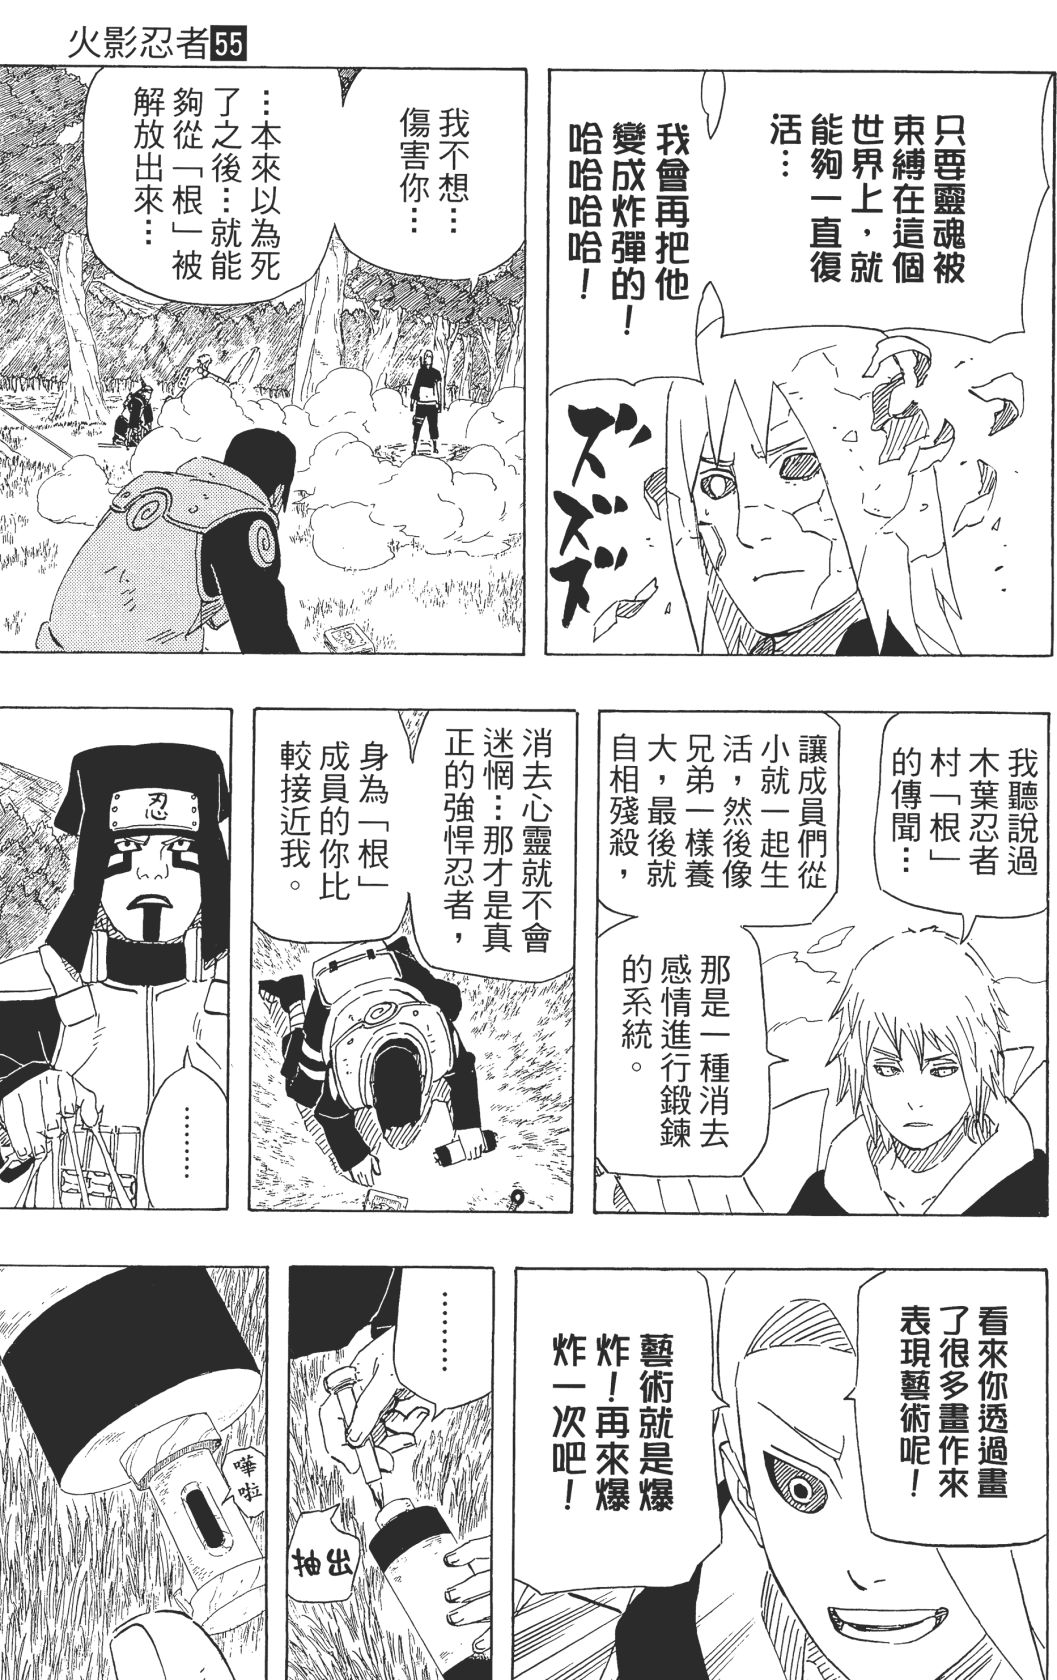 火影忍者55
只要靈魂被
束縛在這個
世界上，就
能夠一直復
活…
我會再把他
變成炸彈的！
哈哈哈哈！
ズズズズ
我不想…
傷害你…
…本來以為死
了之後…就能
夠從「根」被
解放出來…
我聽說過
木葉忍者
村「根」
的傳聞…
讓成員們從
小就一起生
活，然後像
兄弟一樣養
大，最後就
自相殘殺，
那是一種消去
感情進行鍛鍊
的系統。
消去心靈就不會
迷惘…那才是真
正的強悍忍者，
身為「根」
成員的你比
較接近我。
忍
………
看來你透過畫
了很多畫作來
表現藝術呢！
藝術就是爆
炸！再來爆
炸一次吧！
………
抽出
嘩啦